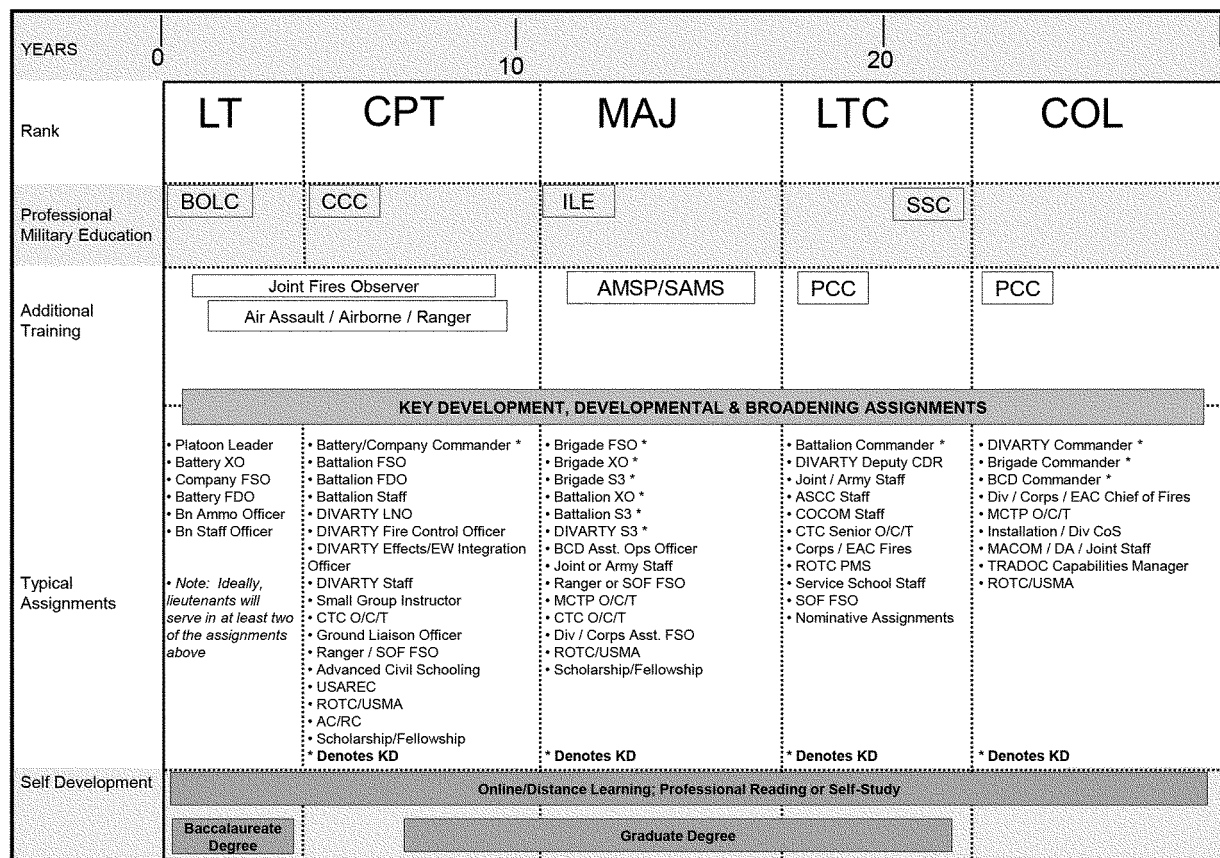 YEARS
0
10
20
Rank
LT
CPT
MAJ
LTC
COL
Professional
Military Education
BOLC
CCC
ILE
SSC
Additional
Training
Joint Fires Observer
Air Assault / Airborne / Ranger
AMSP/SAMS
PCC
PCC
KEY DEVELOPMENT, DEVELOPMENTAL & BROADENING ASSIGNMENTS
Typical
Assignments
• Platoon Leader
• Battery XO
• Company FSO
• Battery FDO
• Bn Ammo Officer
• Bn Staff Officer
• Note: Ideally,
lieutenants will
serve in at least two
of the assignments
above
• Battery/Company Commander *
• Battalion FSO
• Battalion FDO
• Battalion Staff
• DIVARTY LNO
• DIVARTY Fire Control Officer
• DIVARTY Effects/EW Integration
Officer
• DIVARTY Staff
• Small Group Instructor
• CTC O/C/T
• Ground Liaison Officer
• Ranger / SOF FSO
• Advanced Civil Schooling
• USAREC
• ROTC/USMA
• AC/RC
• Scholarship/Fellowship
* Denotes KD
• Brigade FSO *
• Brigade XO *
• Brigade S3 *
• Battalion XO *
• Battalion S3 *
• DIVARTY S3 *
• BCD Asst. Ops Officer
• Joint or Army Staff
• Ranger or SOF FSO
• MCTP O/C/T
• CTC O/C/T
• Div / Corps Asst. FSO
• ROTC/USMA
• Scholarship/Fellowship
* Denotes KD
• Battalion Commander *
• DIVARTY Deputy CDR
• Joint / Army Staff
• ASCC Staff
• COCOM Staff
• CTC Senior O/C/T
• Corps / EAC Fires
• ROTC PMS
• Service School Staff
• SOF FSO
• Nominative Assignments
* Denotes KD
• DIVARTY Commander *
• Brigade Commander *
• BCD Commander *
• Div / Corps / EAC Chief of Fires
• MCTP O/C/T
• Installation / Div CoS
• MACOM / DA / Joint Staff
• TRADOC Capabilities Manager
• ROTC/USMA
* Denotes KD
Self Development
Online/Distance Learning; Professional Reading or Self-Study
Baccalaureate
Degree
Graduate Degree